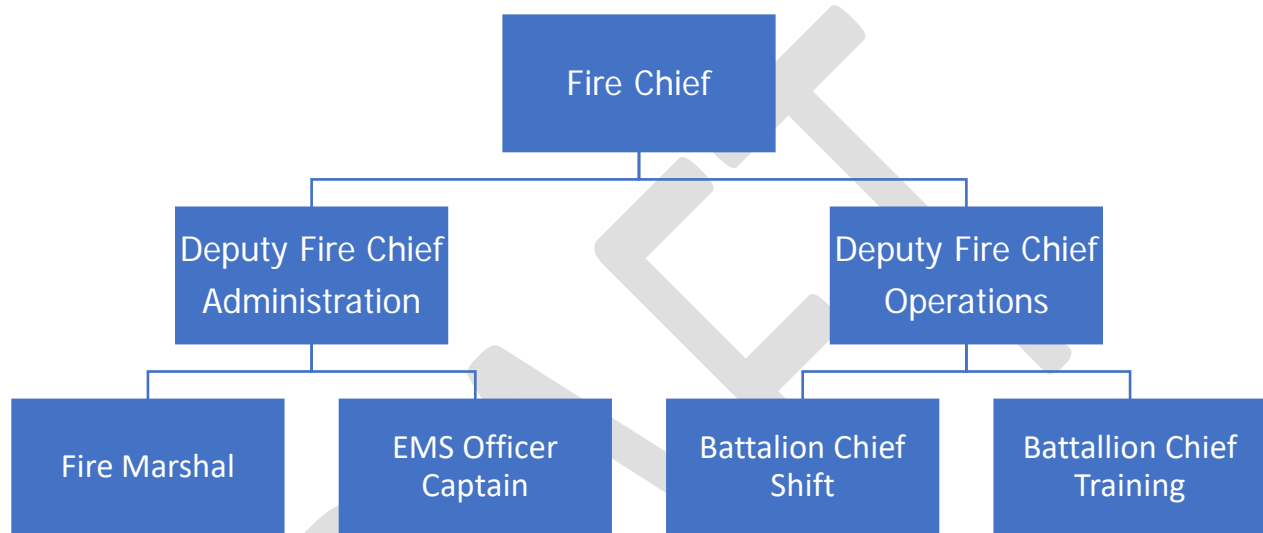 Fire Chief
Deputy Fire Chief
Administration
Deputy Fire Chief
Operations
Fire Marshal
EMS Officer
Captain
Battalion Chief
Shift
Battallion Chief
Training